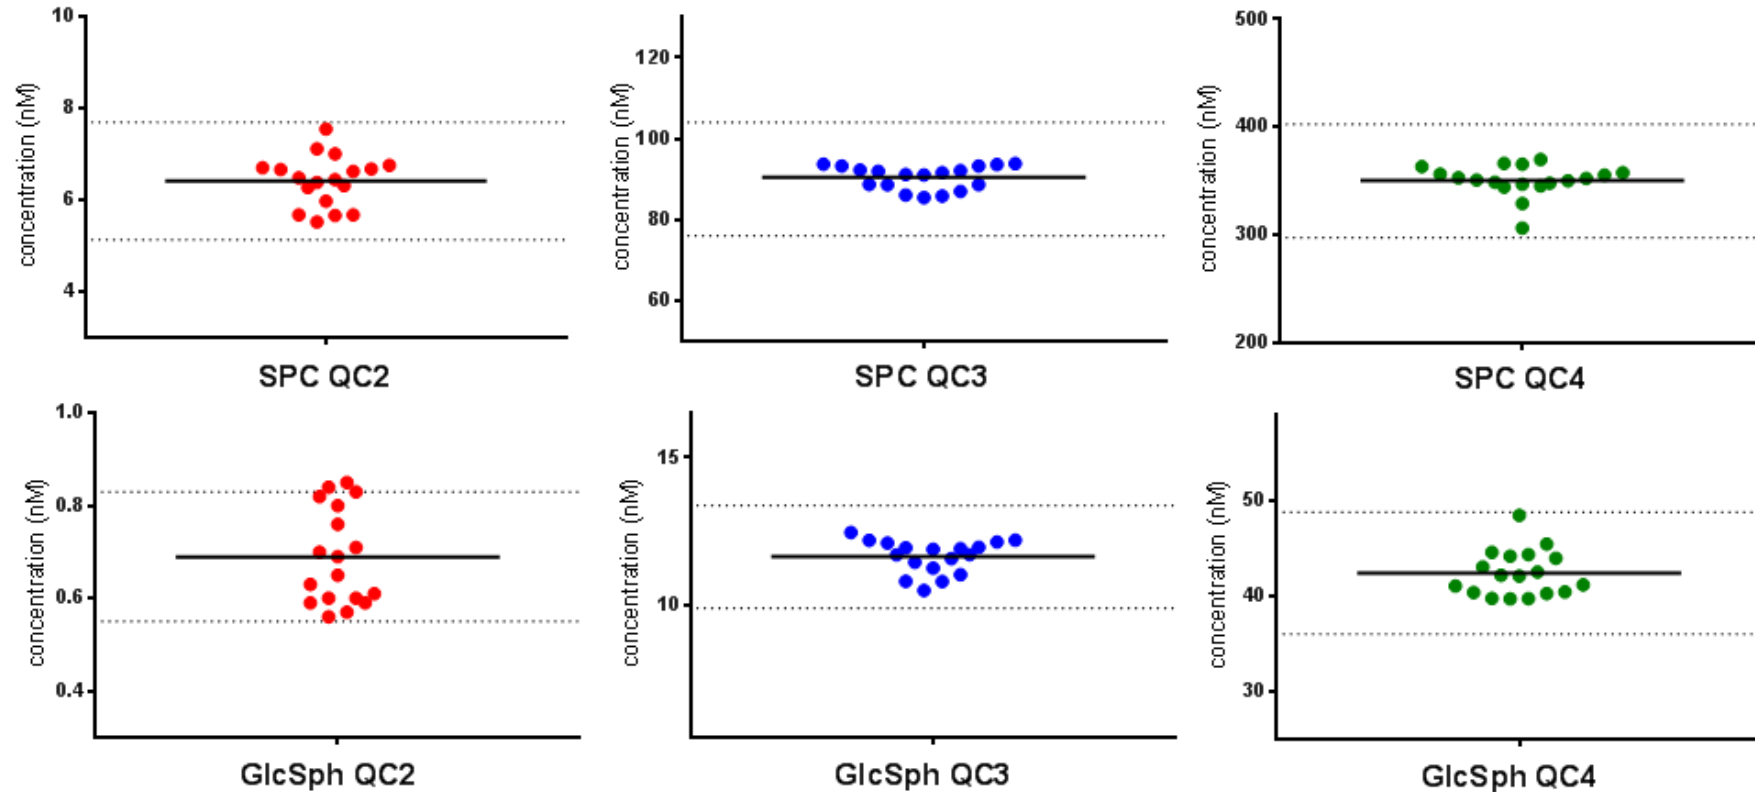 concentration (nM)
10
8
6
4
SPC QC2
concentration (nM)
120
100
80
60
SPC QC3
concentration (nM)
500
400
300
200
SPC QC4
concentration (nM)
1.0
0.8
0.6
0.4
GlcSph QC2
concentration (nM)
15
10
GlcSph QC3
concentration (nM)
50
40
30
GlcSph QC4